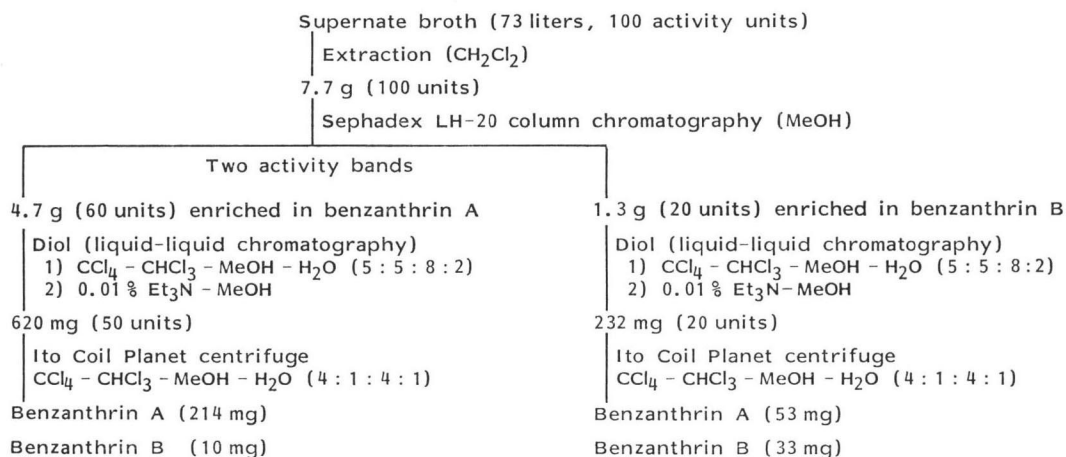 Supernate broth (73 liters, 100 activity units)
Extraction (CH₂Cl₂)
7.7 g (100 units)
Sephadex LH-20 column chromatography (MeOH)
Two activity bands
4.7 g (60 units) enriched in benzanthrin A
Diol (liquid-liquid chromatography)
1) CCl₄ – CHCl₃ – MeOH – H₂O (5 : 5 : 8 : 2)
2) 0.01 % Et₃N – MeOH
620 mg (50 units)
Ito Coil Planet centrifuge
CCl₄ – CHCl₃ – MeOH – H₂O (4 : 1 : 4 : 1)
Benzanthrin A (214 mg)
Benzanthrin B (10 mg)
1.3 g (20 units) enriched in benzanthrin B
Diol (liquid-liquid chromatography)
1) CCl₄ – CHCl₃ – MeOH – H₂O (5 : 5 : 8 : 2)
2) 0.01 % Et₃N – MeOH
232 mg (20 units)
Ito Coil Planet centrifuge
CCl₄ – CHCl₃ – MeOH – H₂O (4 : 1 : 4 : 1)
Benzanthrin A (53 mg)
Benzanthrin B (33 mg)